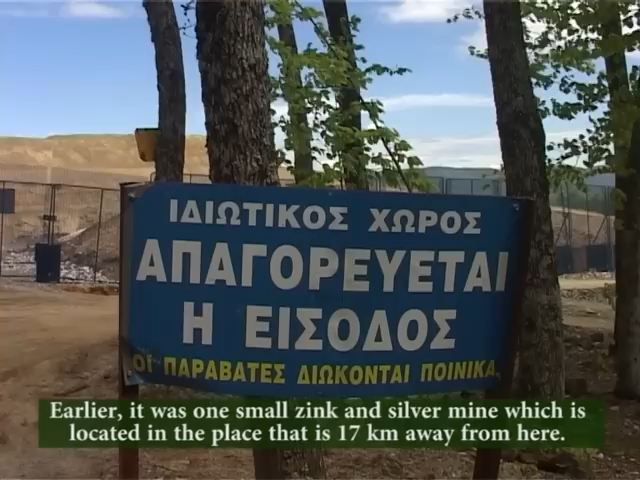 ΙΔΙΩΤΙΚΟΣ ΧΩΡΟΣ
ΑΠΑΓΟΡΕΥΕΤΑΙ
Η ΕΙΣΟΔΟΣ
ΟΙ ΠΑΡΑΒΑΤΕΣ ΔΙΩΚΟΝΤΑΙ ΠΟΙΝΙΚΑ
Earlier, it was one small zink and silver mine which is
located in the place that is 17 km away from here.